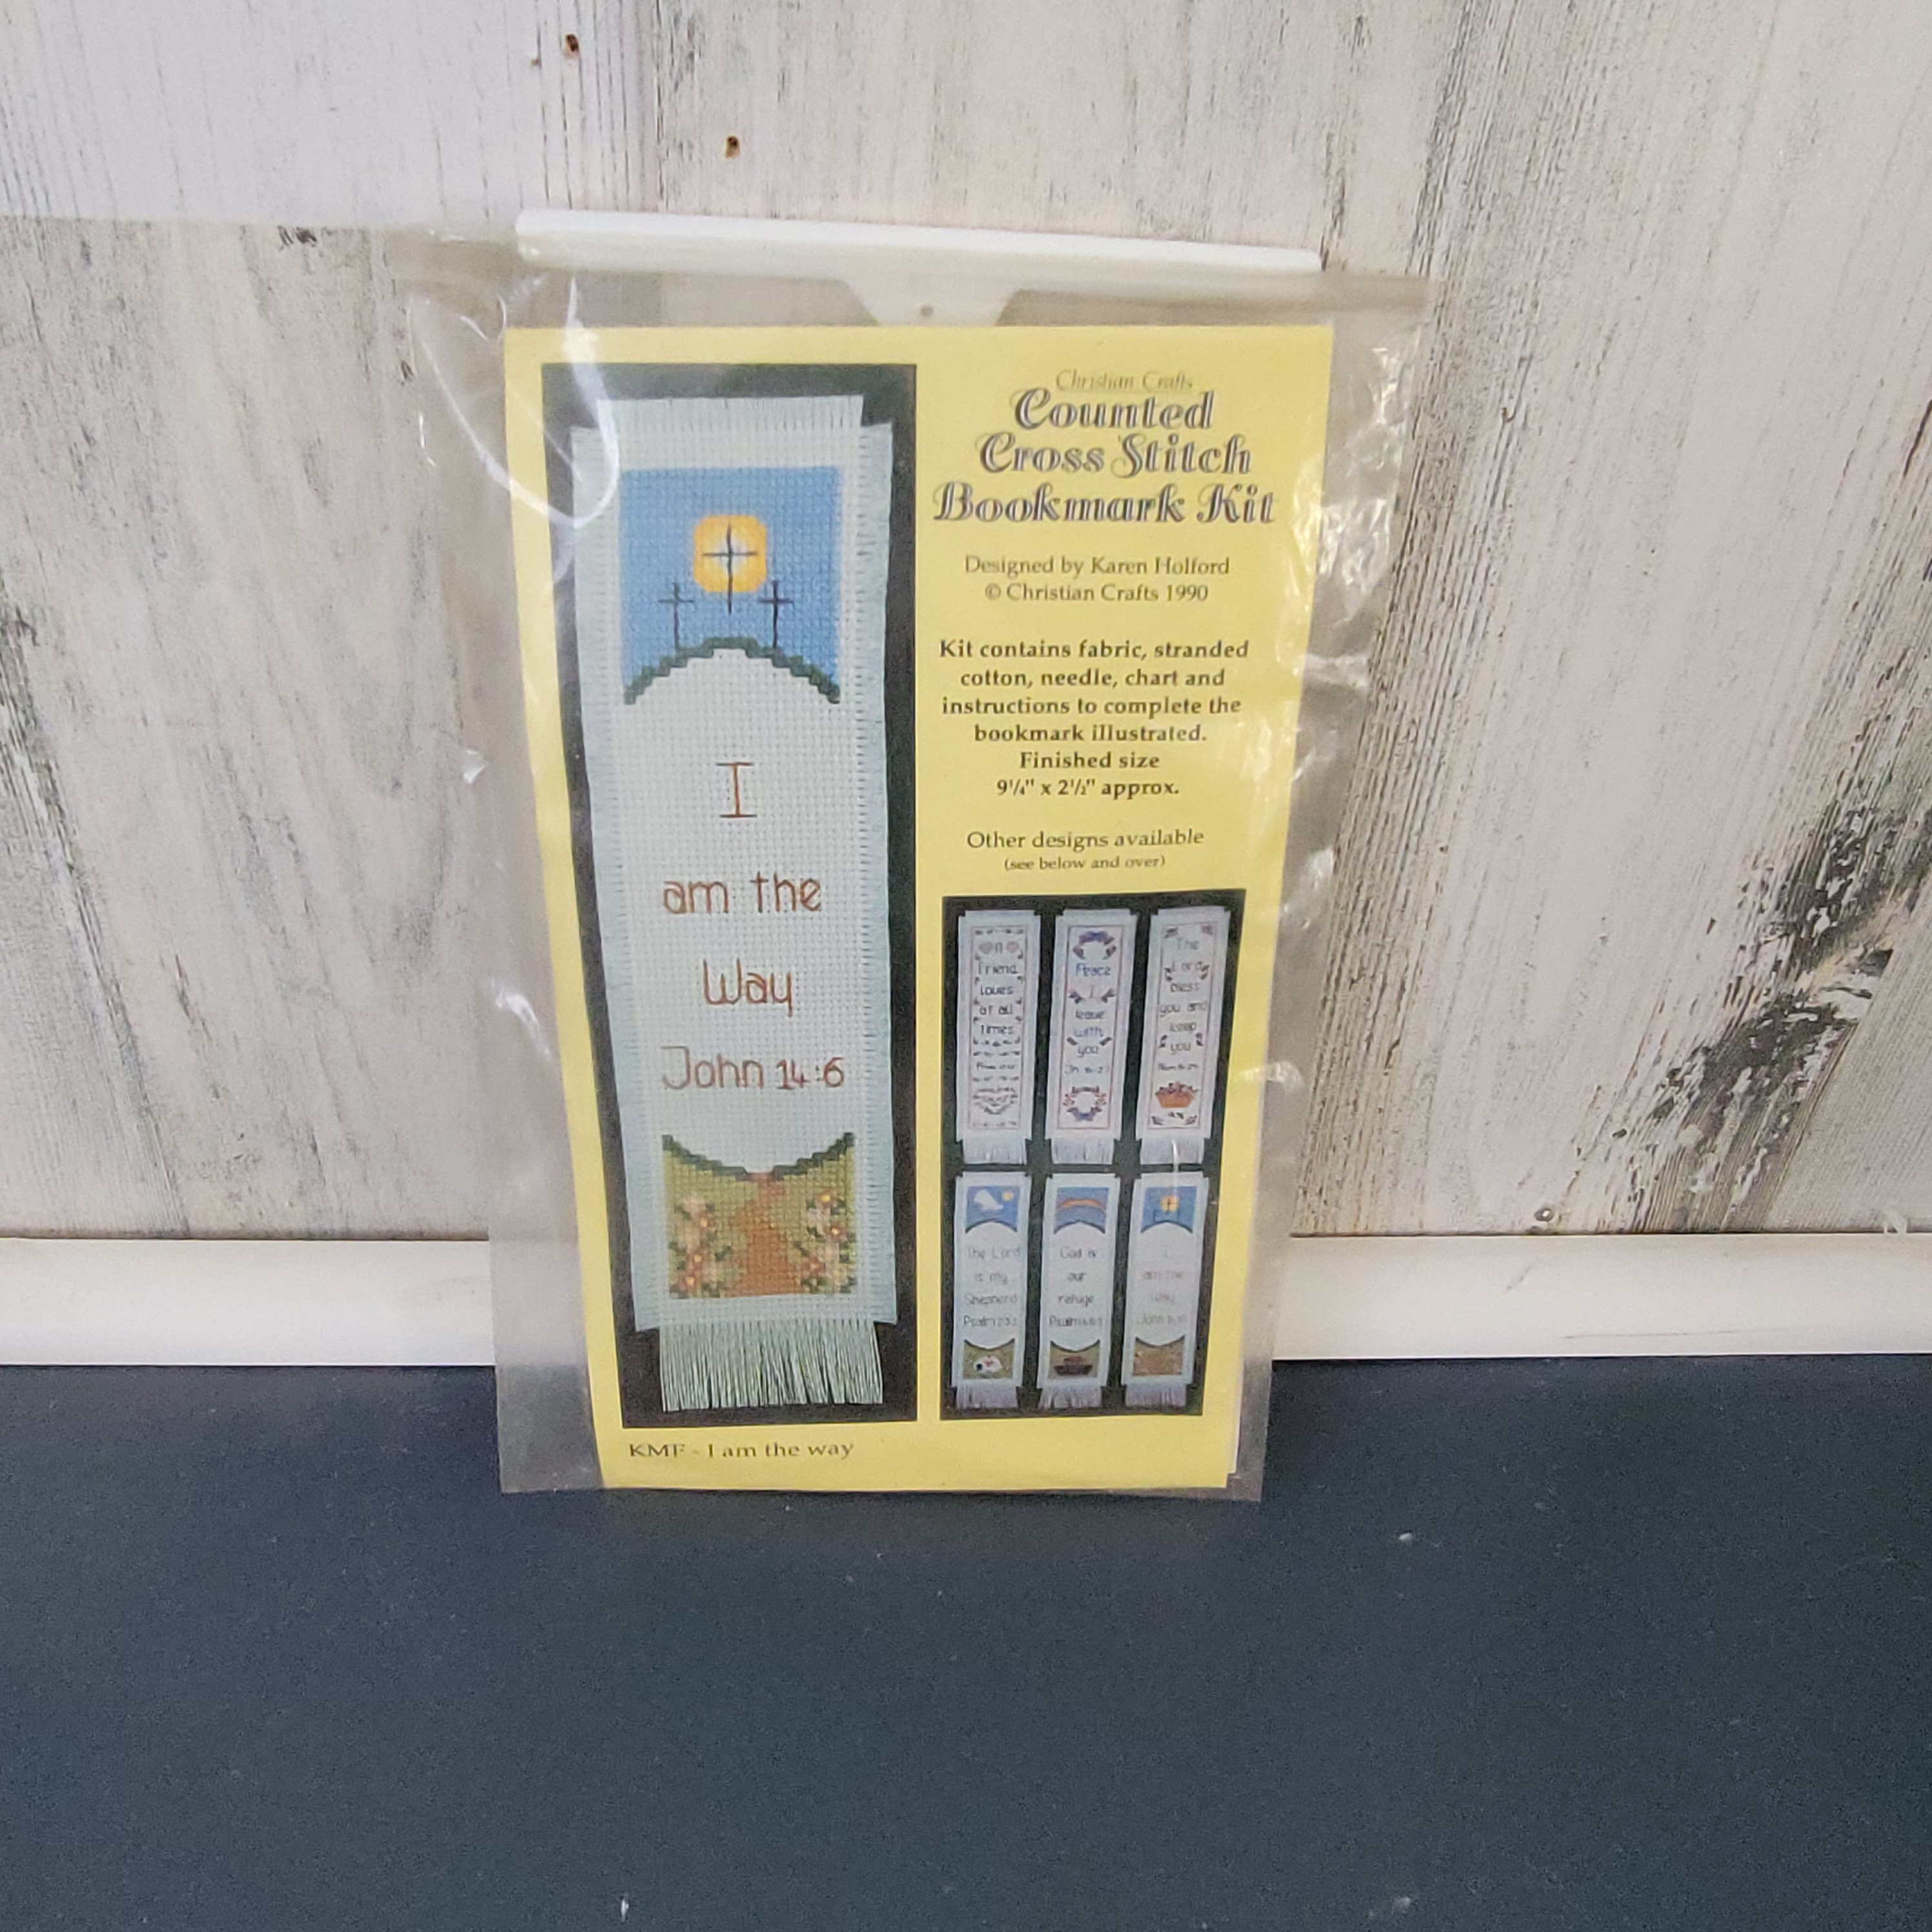 I
am the
Way
John 14:6
KMF - I am the way
Christian Crafts
Counted
Cross Stitch
Bookmark Kit
Designed by Karen Holford
© Christian Crafts 1990
Kit contains fabric, stranded
cotton, needle, chart and
instructions to complete the
bookmark illustrated.
Finished size
9¼" x 2½" approx.
Other designs available
(see below and over)
A
Friend
Loves
at all
Times
Peace
I
leave
with
you
The
Lord
bless
you and
keep
you
The Lord
is my
Shepherd
God is
our
refuge
I
am the
Way